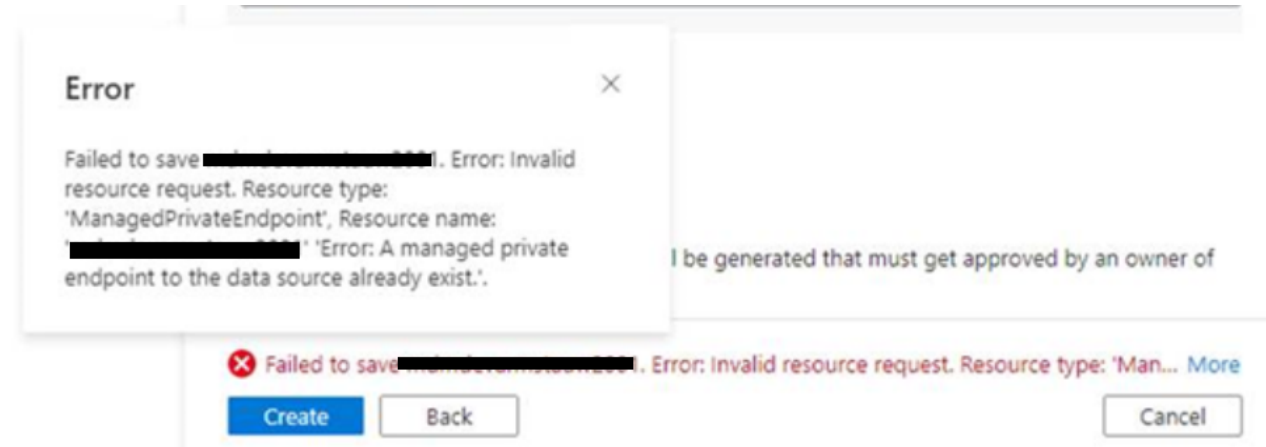 Error
Failed to save 1. Error: Invalid
resource request. Resource type:
'ManagedPrivateEndpoint', Resource name:
' ' 'Error: A managed private
endpoint to the data source already exist.'.
l be generated that must get approved by an owner of
Failed to save . Error: Invalid resource request. Resource type: 'Man... More
Create Back Cancel